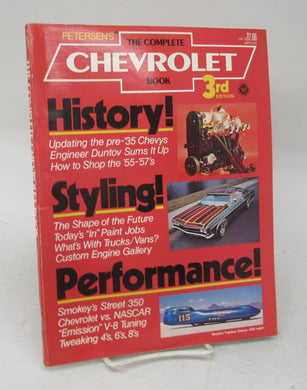 PETERSEN'S
THE COMPLETE
$2.00
CHEVROLET
BOOK
3rd
EDITION
History!
Updating the pre-'35 Chevys
Engineer Duntov Sums It Up
How to Shop the '55-'57's
Styling!
The Shape of the Future
Today's "In" Paint Jobs
What's With Trucks/Vans?
Custom Engine Gallery
Performance!
Smokey's Street 350
Chevrolet vs. NASCAR
"Emission" V-8 Tuning
Tweaking 4's, 6's, 8's